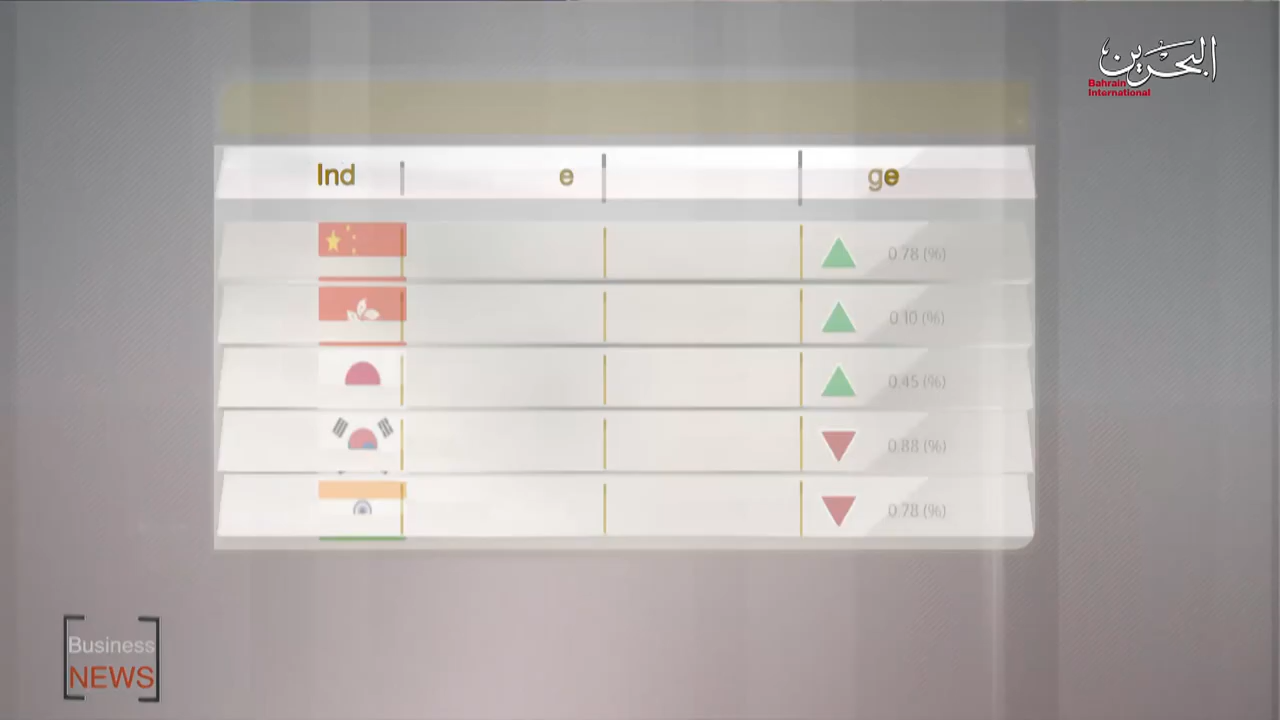 البحرين
Bahrain
International
Ind e ge
0.78 (%)
0.10 (%)
0.45 (%)
0.88 (%)
0.78 (%)
Business
NEWS